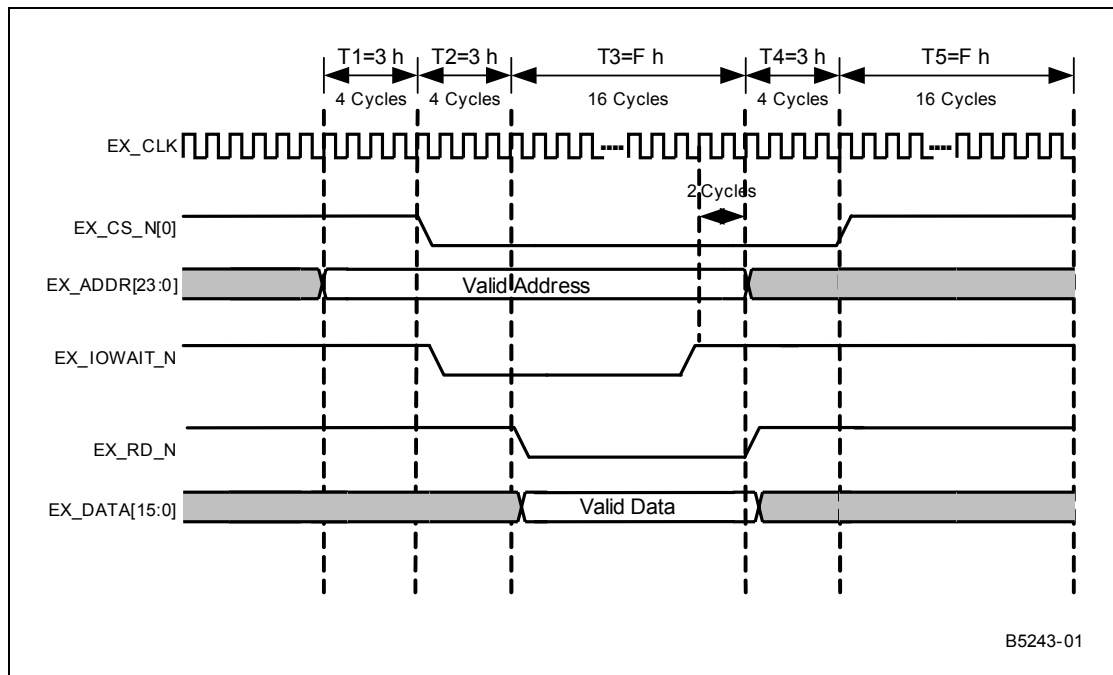 T1=3 h T2=3 h T3=F h T4=3 h T5=F h
4 Cycles 4 Cycles 16 Cycles 4 Cycles 16 Cycles
EX_CLK
2 Cycles
EX_CS_N[0]
EX_ADDR[23:0] Valid Address
EX_IOWAIT_N
EX_RD_N
EX_DATA[15:0] Valid Data
B5243-01